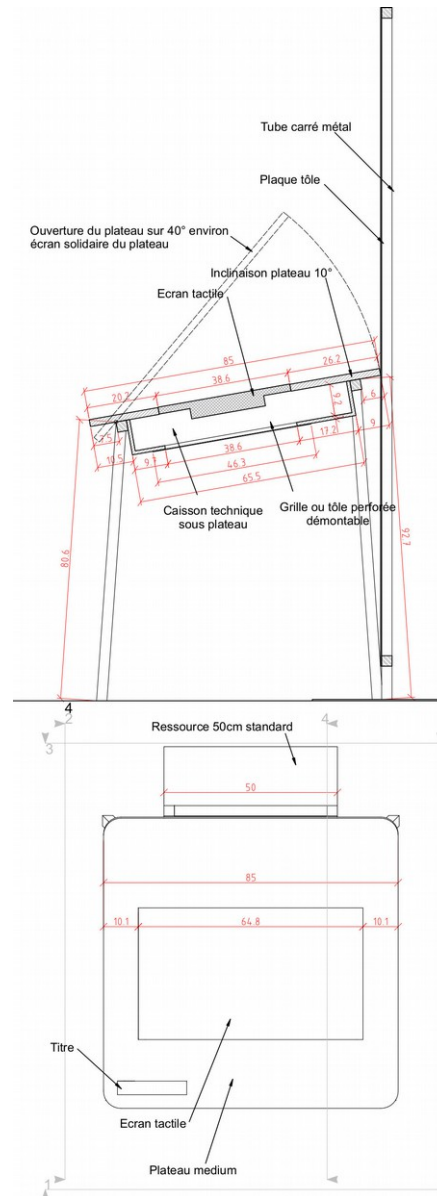 Tube carré métal
Plaque tôle
Ouverture du plateau sur 40° environ
écran solidaire du plateau
Inclinaison plateau 10°
Ecran tactile
85
26.2
38.6
20.2
6
9.2
9
7.5
17.2
10.5
9.3
38.6
46.3
65.5
Caisson technique
sous plateau
Grille ou tôle perforée
démontable
80.6
92.7
4
2
4
3
Ressource 50cm standard
50
85
10.1
64.8
10.1
Titre
Ecran tactile
Plateau medium
1